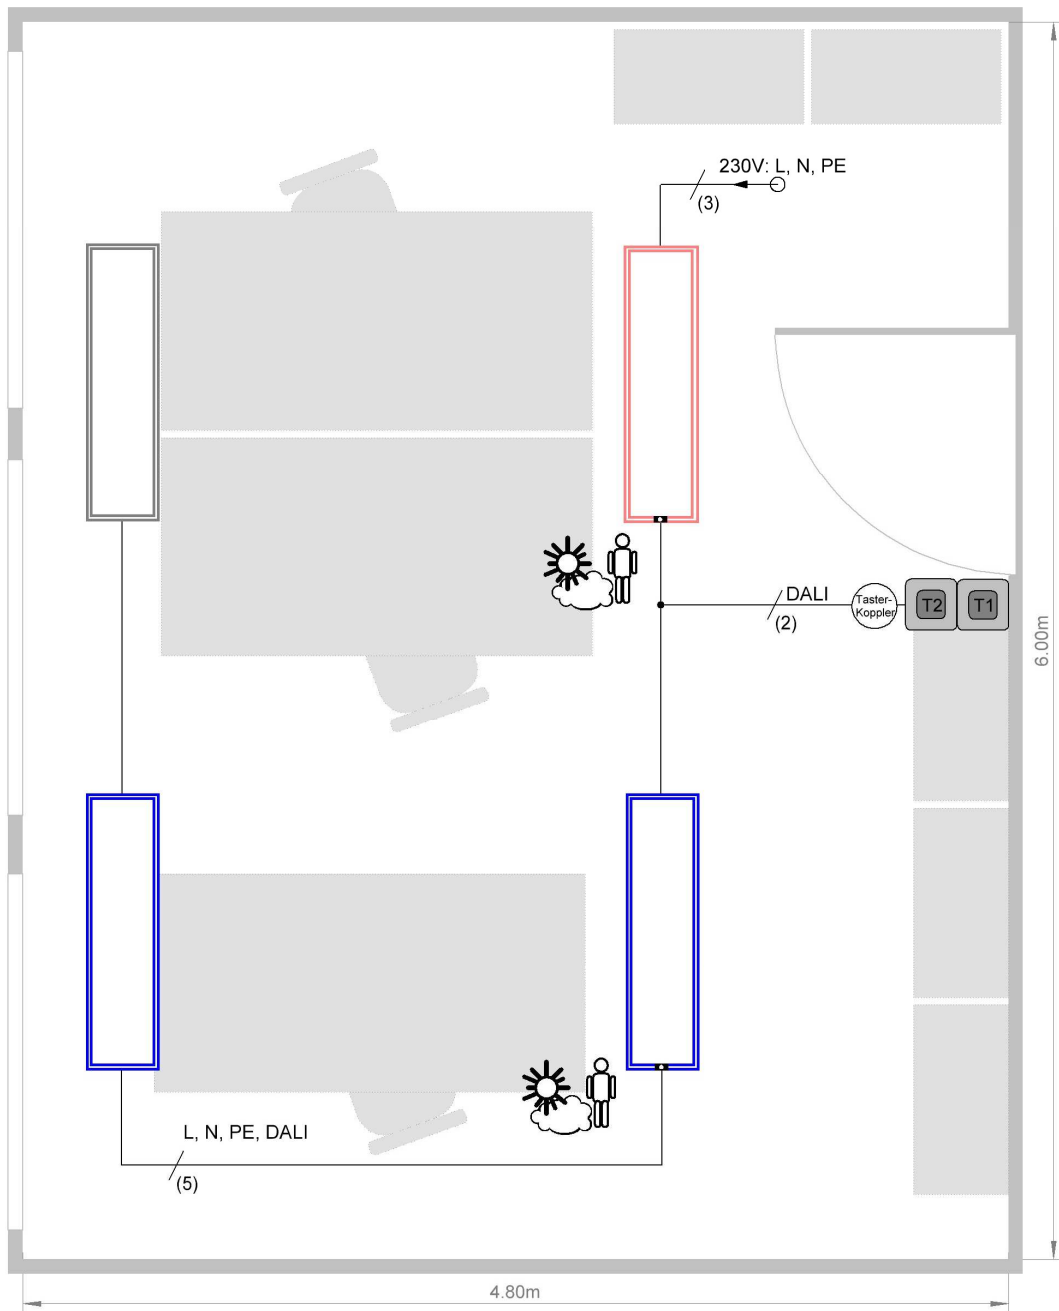 230V: L, N, PE
(3)
DALI
(2)
Taster-
Koppler
T2
T1
6.00m
L, N, PE, DALI
(5)
4.80m